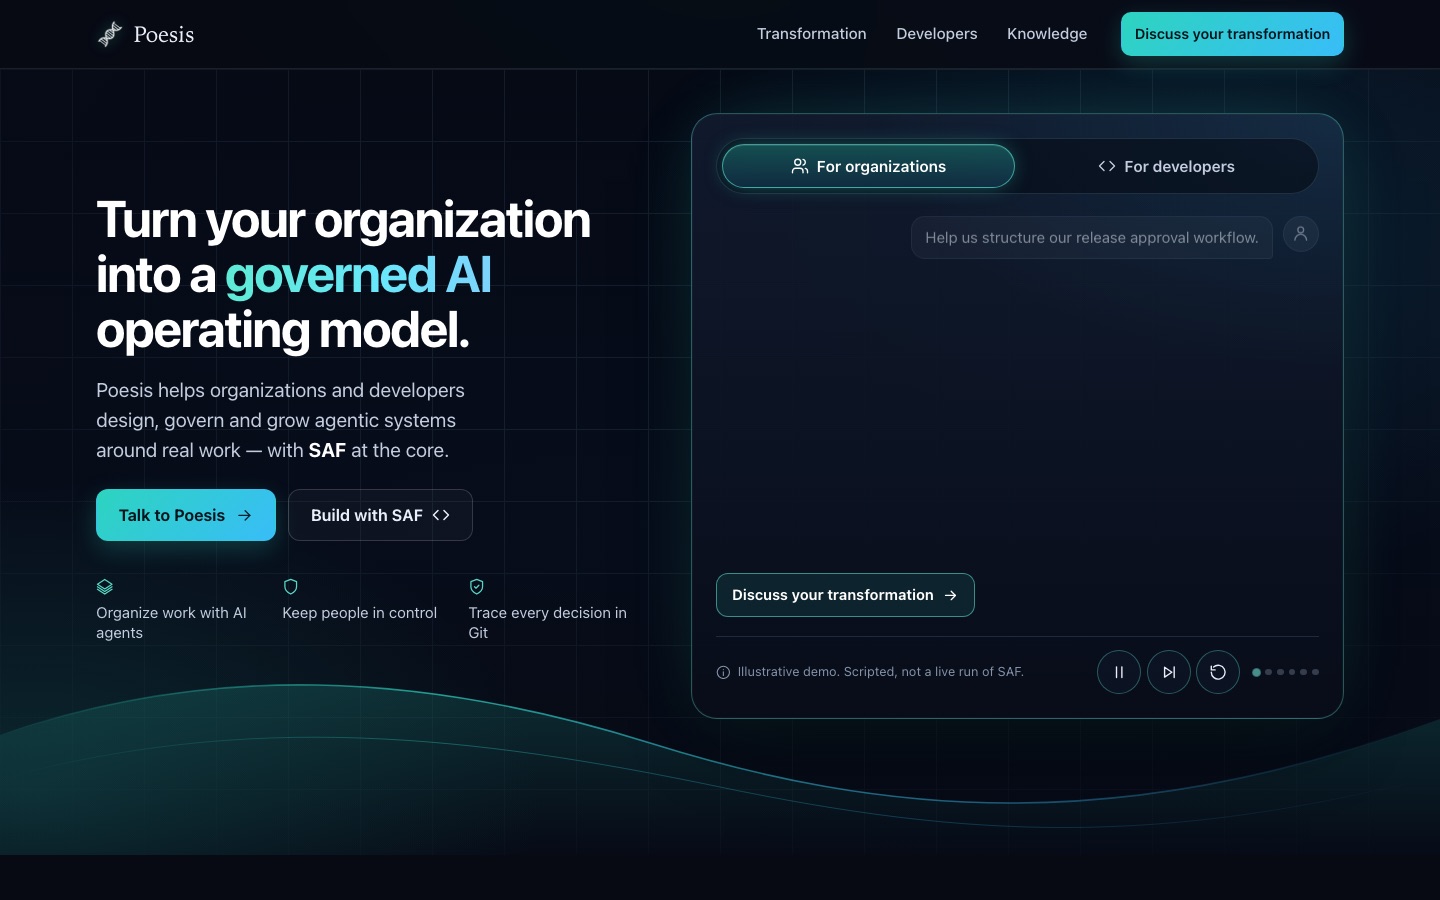 Poesis
Transformation
Developers
Knowledge
Discuss your transformation
Turn your organization
into a governed AI
operating model.
Poesis helps organizations and developers
design, govern and grow agentic systems
around real work — with SAF at the core.
Talk to Poesis
Build with SAF
Organize work with AI
agents
Keep people in control
Trace every decision in
Git
For organizations
For developers
Help us structure our release approval workflow.
Discuss your transformation
Illustrative demo. Scripted, not a live run of SAF.